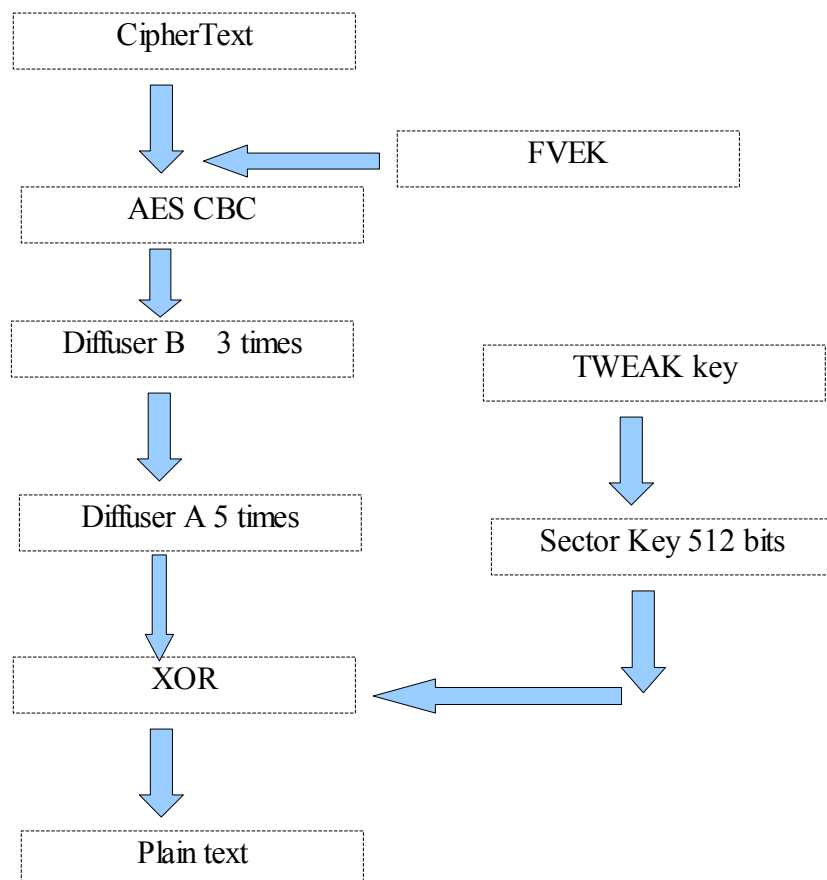 CipherText
FVEK
AES CBC
Diffuser B 3 times
TWEAK key
Diffuser A 5 times
Sector Key 512 bits
XOR
Plain text